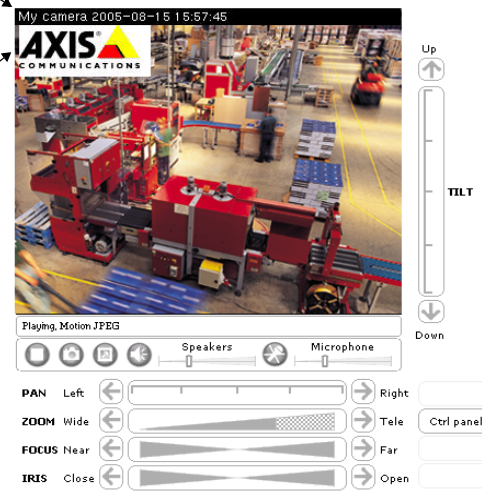 My camera 2005-08-15 15:57:45
AXIS
COMMUNICATIONS
Up
TILT
Down
Playing, Motion JPEG
Speakers Microphone
PAN Left Right
ZOOM Wide Tele Ctrl panel
FOCUS Near Far
IRIS Close Open